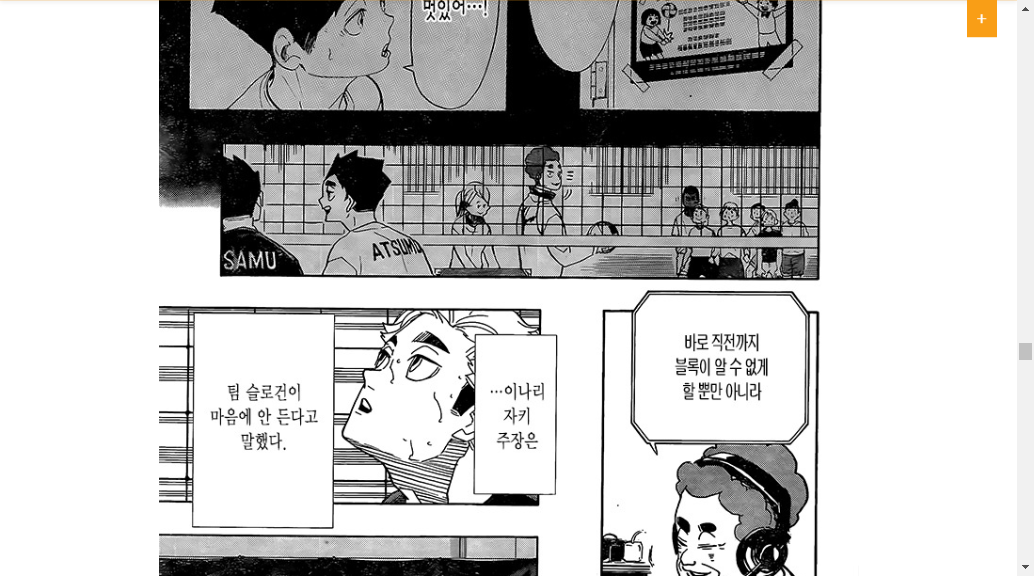 멋있어…!
SAMU
ATSUMU
바로 직전까지
블록이 알 수 없게
할 뿐만 아니라
…이나리
자키
주장은
팀 슬로건이
마음에 안 든다고
말했다.
+